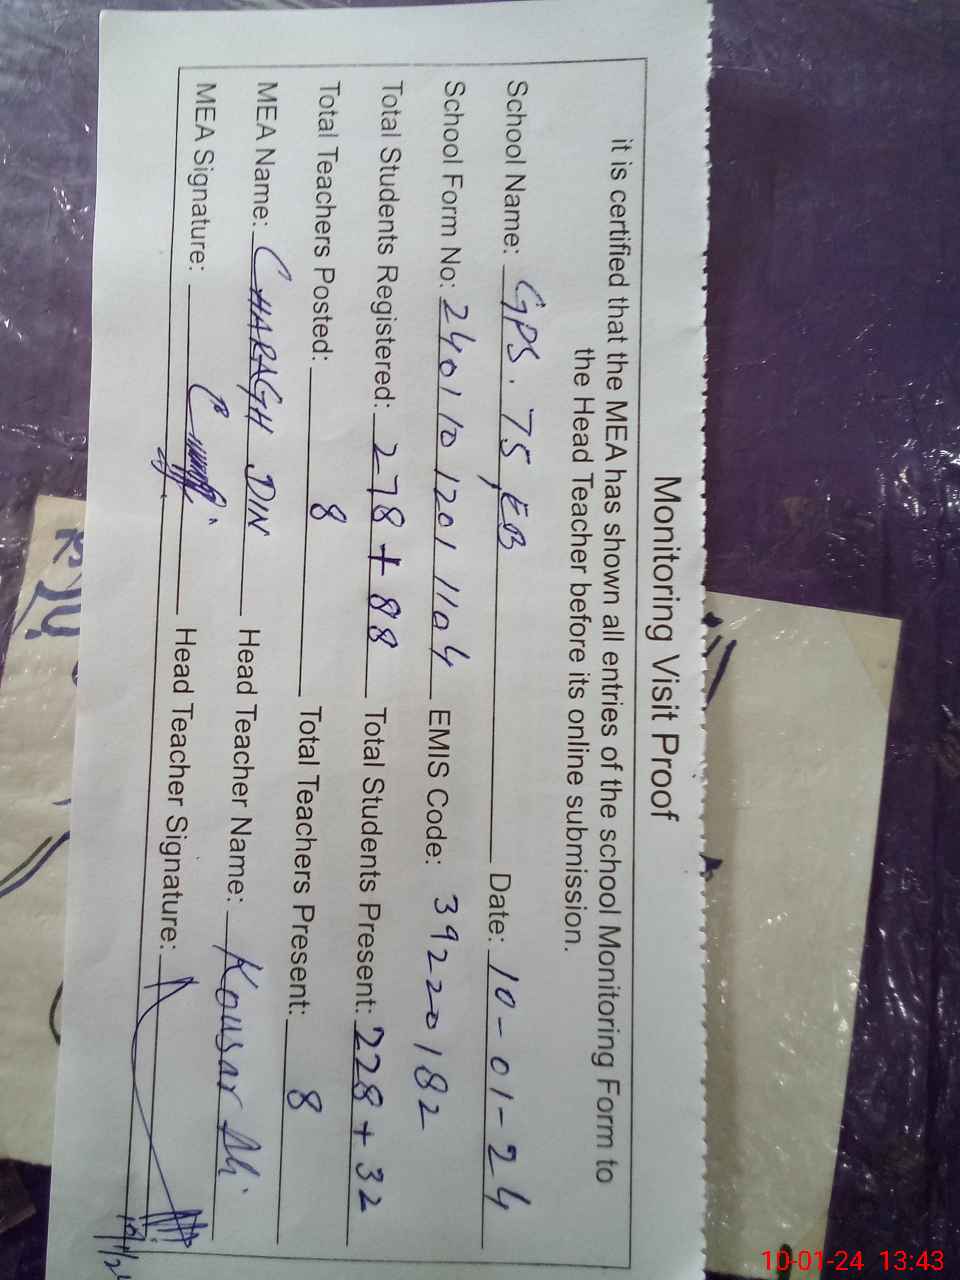 Monitoring Visit Proof
it is certified that the MEA has shown all entries of the school Monitoring Form to
the Head Teacher before its online submission.
School Name: GPS. 75, EB Date: 10-01-24
School Form No: 24011012011104 EMIS Code: 39220182
Total Students Registered: 278 + 88 Total Students Present: 228 + 32
Total Teachers Posted: 8 Total Teachers Present: 8
MEA Name: CHARAGH DIN Head Teacher Name: Kousar Ali
MEA Signature: Head Teacher Signature:
10-01-24 13:43